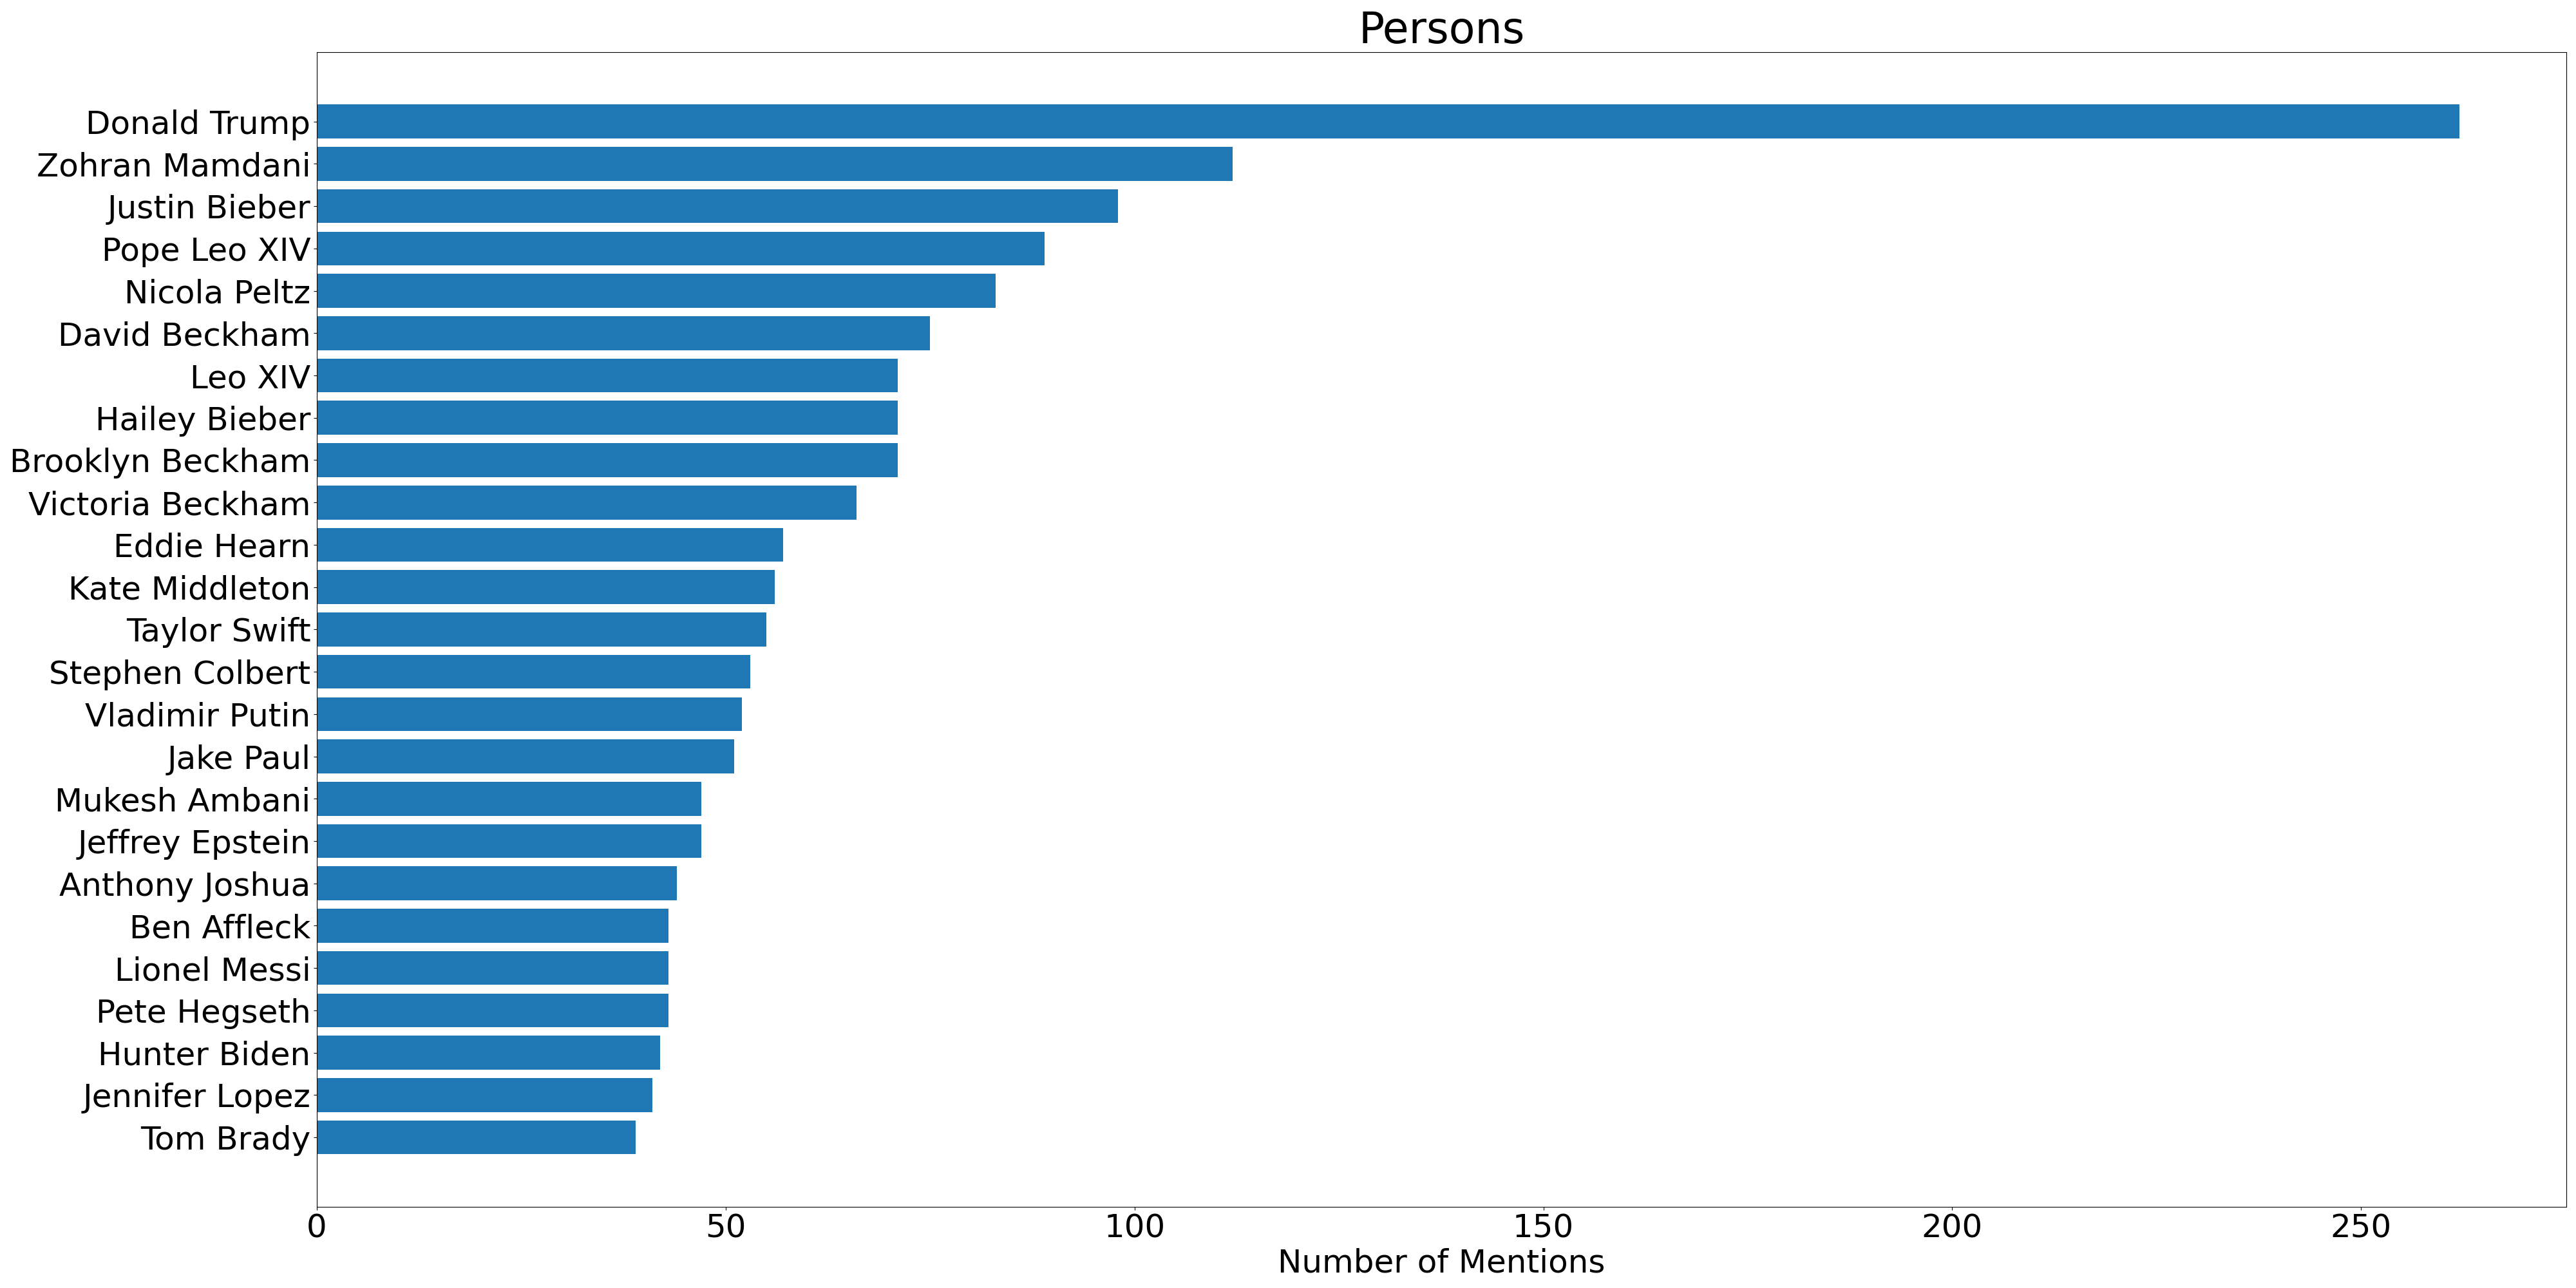 Persons
Donald Trump
Zohran Mamdani
Justin Bieber
Pope Leo XIV
Nicola Peltz
David Beckham
Leo XIV
Hailey Bieber
Brooklyn Beckham
Victoria Beckham
Eddie Hearn
Kate Middleton
Taylor Swift
Stephen Colbert
Vladimir Putin
Jake Paul
Mukesh Ambani
Jeffrey Epstein
Anthony Joshua
Ben Affleck
Lionel Messi
Pete Hegseth
Hunter Biden
Jennifer Lopez
Tom Brady
0 50 100 150 200 250
Number of Mentions